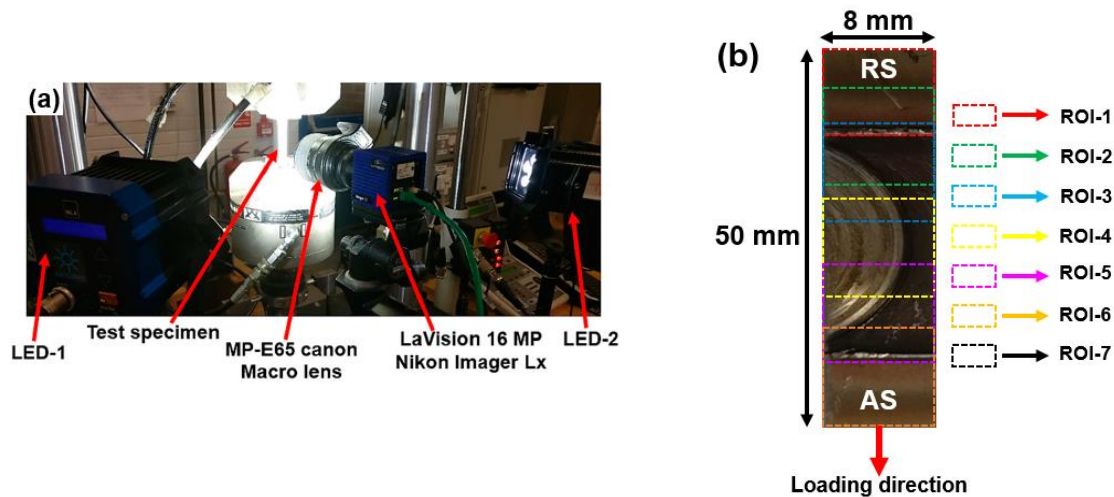 (a)
LED-1
Test specimen
MP-E65 canon
Macro lens
LaVision 16 MP
Nikon Imager Lx
LED-2
(b)
8 mm
50 mm
RS
AS
Loading direction
ROI-1
ROI-2
ROI-3
ROI-4
ROI-5
ROI-6
ROI-7